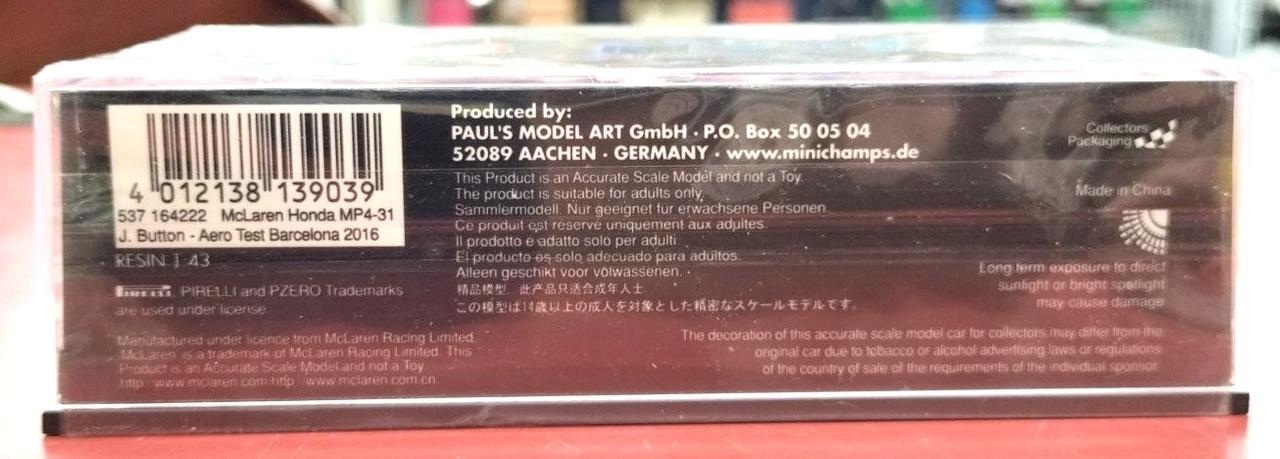 4 012138 139039
537 164222 McLaren Honda MP4-31
J. Button - Aero Test Barcelona 2016
RESIN 1:43
PIRELLI PIRELLI and PZERO Trademarks
are used under license
Manufactured under licence from McLaren Racing Limited.
McLaren is a trademark of McLaren Racing Limited. This
Product is an Accurate Scale Model and not a Toy
http www.mclaren.com http www.mclaren.com.cn
Produced by:
PAUL'S MODEL ART GmbH · P.O. Box 50 05 04
52089 AACHEN · GERMANY · www.minichamps.de
This Product is an Accurate Scale Model and not a Toy.
The product is suitable for adults only.
Sammlermodell. Nur geeignet für erwachsene Personen.
Ce produit est reservé uniquement aux adultes.
Il prodotto è adatto solo per adulti
El producto es solo adecuado para adultos.
Alleen geschikt voor volwassenen.
精品模型 此产品只适合成年人士
この模型は14歳以上の成人を対象とした精密なスケールモデルです。
Collectors
Packaging
Made in China
Long term exposure to direct
sunlight or bright spotlight
may cause damage
The decoration of this accurate scale model car for collectors may differ from the
original car due to tobacco or alcohol advertising laws or regulations
of the country of sale of the requirements of the individual sponsor